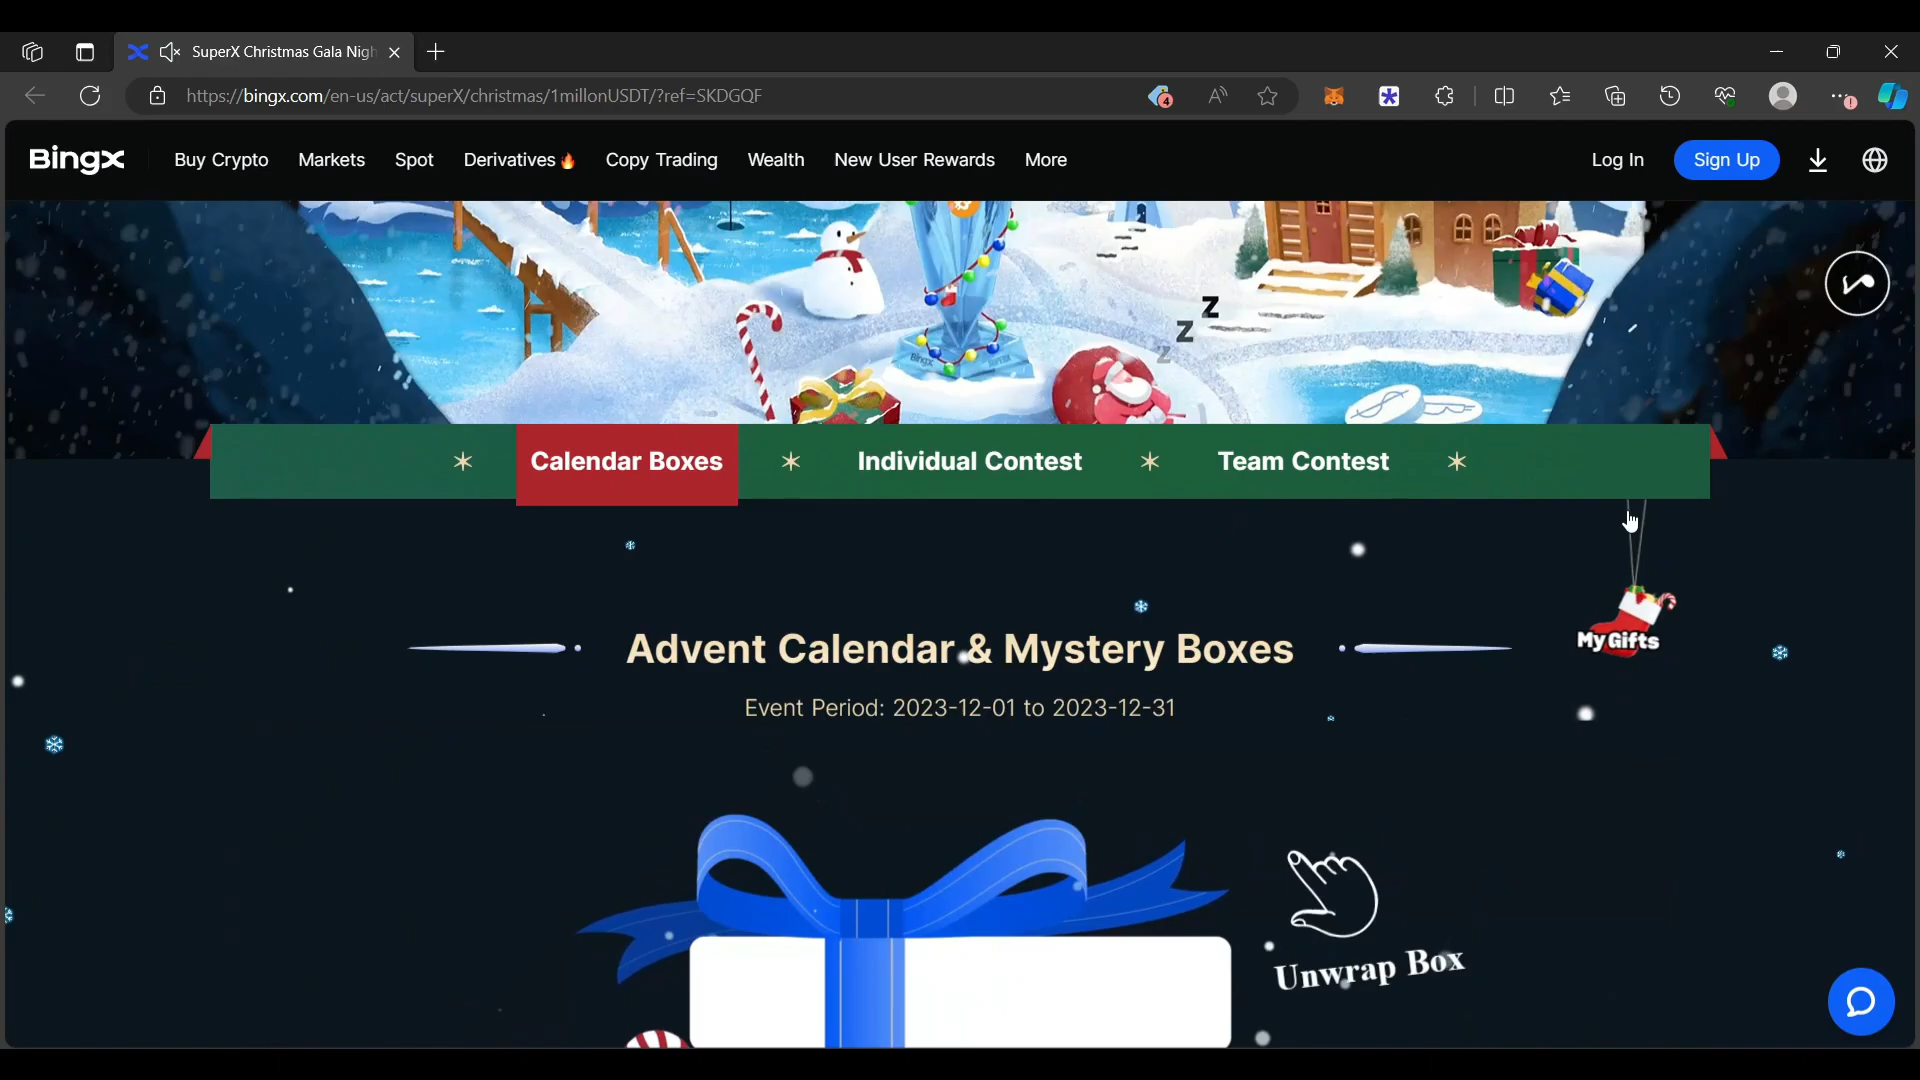 SuperX Christmas Gala Nigh
https://bingx.com/en-us/act/superX/christmas/1millonUSDT/?ref=SKDGQF
4
BingX
Buy Crypto
Markets
Spot
Derivatives
Copy Trading
Wealth
New User Rewards
More
Log In
Sign Up
z
z
z
BingX
Calendar Boxes
Individual Contest
Team Contest
My Gifts
Advent Calendar & Mystery Boxes
Event Period: 2023-12-01 to 2023-12-31
Unwrap Box